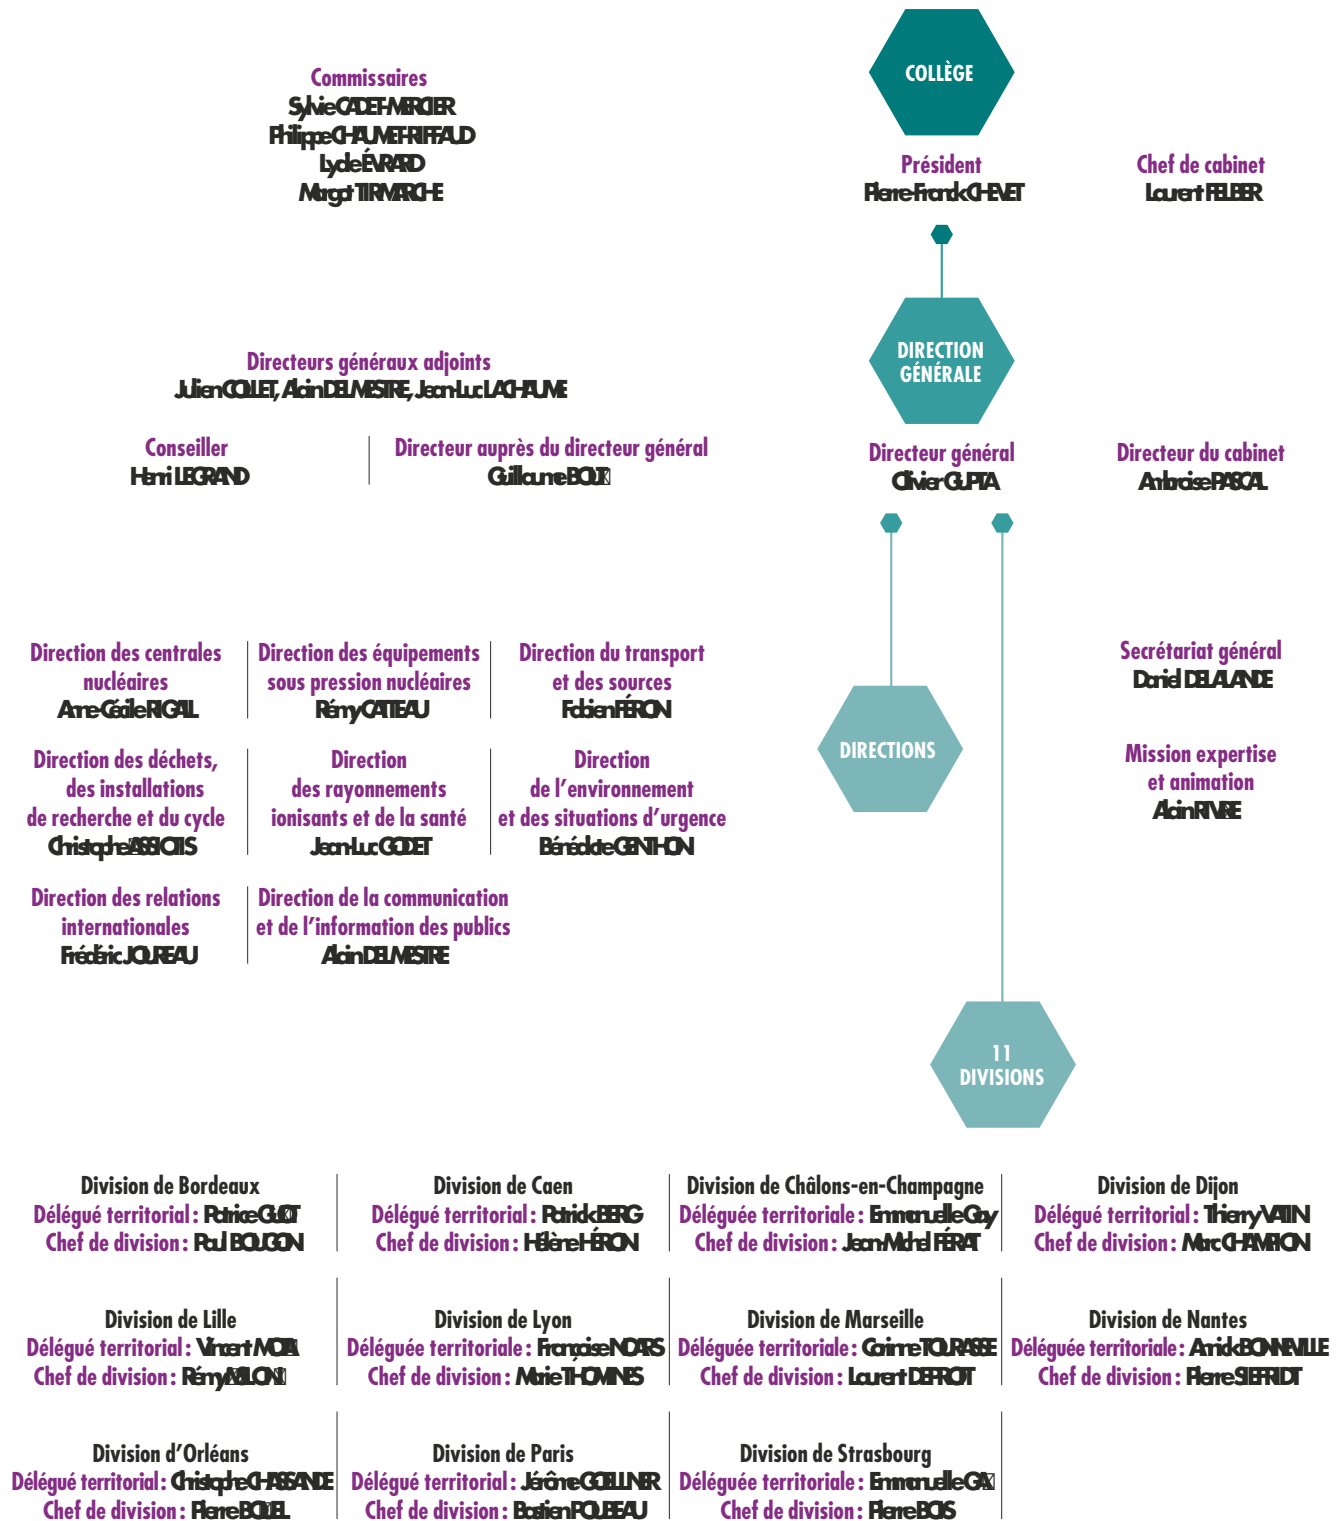 COLLÈGE
Commissaires
Sylvie CADET-MERCIER
Philippe CHAUMET-RIFFAUD
Lydie ÉVRARD
Margot TIRMARCHE
Président
Pierre-Franck CHEVET
Chef de cabinet
Laurent FELBER
DIRECTION
GÉNÉRALE
Directeurs généraux adjoints
Julien COLLET, Alain DELMESTRE, Jean-Luc LACHAUME
Conseiller
Henri LEGRAND
Directeur auprès du directeur général
Guillaume
Directeur général
Olivier GUPTA
Directeur du cabinet
Ambroise PASCAL
Direction des centrales
nucléaires
Anne-Cécile RIGAIL
Direction des équipements
sous pression nucléaires
Rémy CATTEAU
Direction du transport
et des sources
Fabien FÉRON
Secrétariat général
Daniel DELALANDE
DIRECTIONS
Direction des déchets,
des installations
de recherche et du cycle
Christophe
Direction
des rayonnements
ionisants et de la santé
Jean-Luc GODET
Direction
de l’environnement
et des situations d’urgence
Bénédicte GENTHON
Mission expertise
et animation
Alain RIVIÈRE
Direction des relations
internationales
Frédéric JOUREAU
Direction de la communication
et de l’information des publics
Alain DELMESTRE
11
DIVISIONS
Division de Bordeaux
Délégué territorial : Patrice GUYOT
Chef de division : Paul BOUGON
Division de Caen
Délégué territorial : Patrick BERG
Chef de division : Hélène HÉRON
Division de Châlons-en-Champagne
Déléguée territoriale : Emmanuelle Gay
Chef de division : Jean-Michel FÉRAT
Division de Dijon
Délégué territorial : Thierry VATIN
Chef de division : Marc CHAMPION
Division de Lille
Délégué territorial : Vincent
Chef de division : Rémy
Division de Lyon
Déléguée territoriale : Françoise NOARS
Chef de division : Marie THOMINES
Division de Marseille
Déléguée territoriale : Corinne TOURASSE
Chef de division : Laurent DEPROIT
Division de Nantes
Déléguée territoriale : Annick BONNEVILLE
Chef de division : Pierre SIEFRIDT
Division d’Orléans
Délégué territorial : Christophe CHASSANDE
Chef de division : Pierre
Division de Paris
Délégué territorial : Jérôme GOELLNER
Chef de division : Bastien POUBEAU
Division de Strasbourg
Déléguée territoriale : Emmanuelle
Chef de division : Pierre BOIS